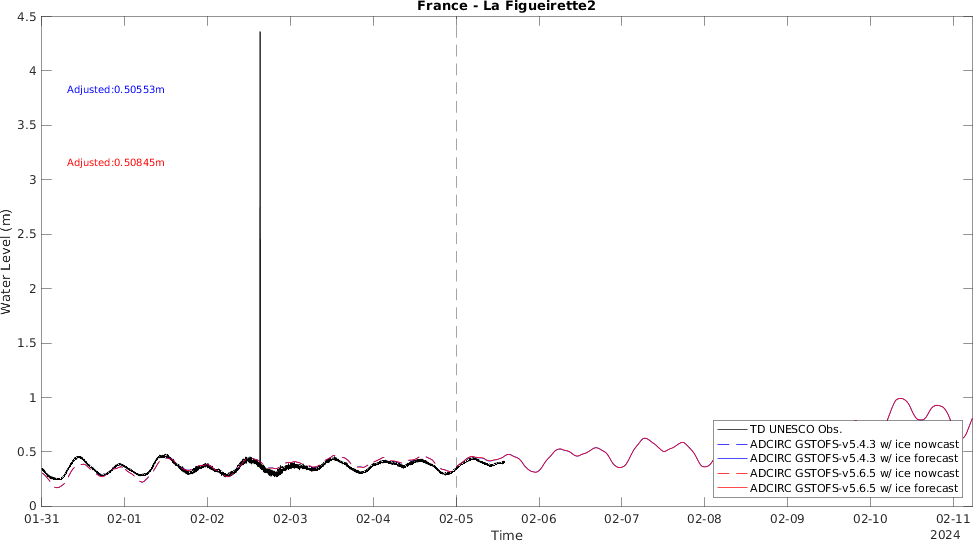 France - La Figueirette2
4.5
4
3.5
3
2.5
2
1.5
1
0.5
0
Water Level (m)
Adjusted:0.50553m
Adjusted:0.50845m
TD UNESCO Obs.
ADCIRC GSTOFS-v5.4.3 w/ ice nowcast
ADCIRC GSTOFS-v5.4.3 w/ ice forecast
ADCIRC GSTOFS-v5.6.5 w/ ice nowcast
ADCIRC GSTOFS-v5.6.5 w/ ice forecast
01-31 02-01 02-02 02-03 02-04 02-05 02-06 02-07 02-08 02-09 02-10 02-11
Time
2024